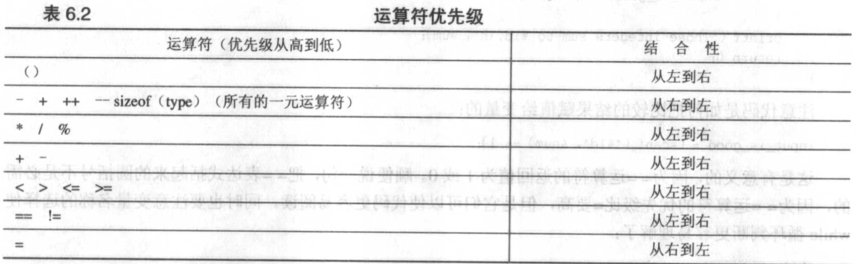 表 6.2 运算符优先级
运算符（优先级从高到低） 结合性
（） 从左到右
- + ++ -- sizeof（type）（所有的一元运算符） 从右到左
* / % 从左到右
+ - 从左到右
< > <= >= 从左到右
== != 从左到右
= 从右到左